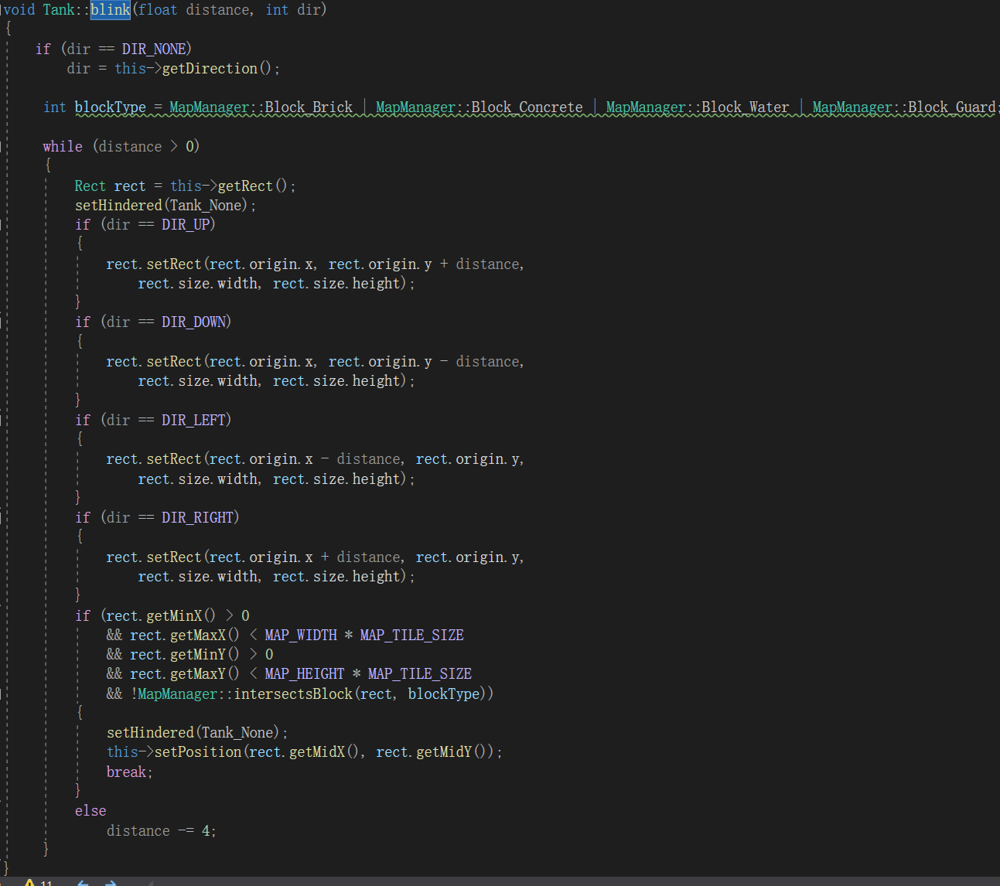 void Tank::blink(float distance, int dir)
{
    if (dir == DIR_NONE)
        dir = this->getDirection();
    int blockType = MapManager::Block_Brick | MapManager::Block_Concrete | MapManager::Block_Water | MapManager::Block_Guard;
    while (distance > 0)
    {
        Rect rect = this->getRect();
        setHindered(Tank_None);
        if (dir == DIR_UP)
        {
            rect.setRect(rect.origin.x, rect.origin.y + distance,
                rect.size.width, rect.size.height);
        }
        if (dir == DIR_DOWN)
        {
            rect.setRect(rect.origin.x, rect.origin.y - distance,
                rect.size.width, rect.size.height);
        }
        if (dir == DIR_LEFT)
        {
            rect.setRect(rect.origin.x - distance, rect.origin.y,
                rect.size.width, rect.size.height);
        }
        if (dir == DIR_RIGHT)
        {
            rect.setRect(rect.origin.x + distance, rect.origin.y,
                rect.size.width, rect.size.height);
        }
        if (rect.getMinX() > 0
            && rect.getMaxX() < MAP_WIDTH * MAP_TILE_SIZE
            && rect.getMinY() > 0
            && rect.getMaxY() < MAP_HEIGHT * MAP_TILE_SIZE
            && !MapManager::intersectsBlock(rect, blockType))
        {
            setHindered(Tank_None);
            this->setPosition(rect.getMidX(), rect.getMidY());
            break;
        }
        else
            distance -= 4;
    }
}
11